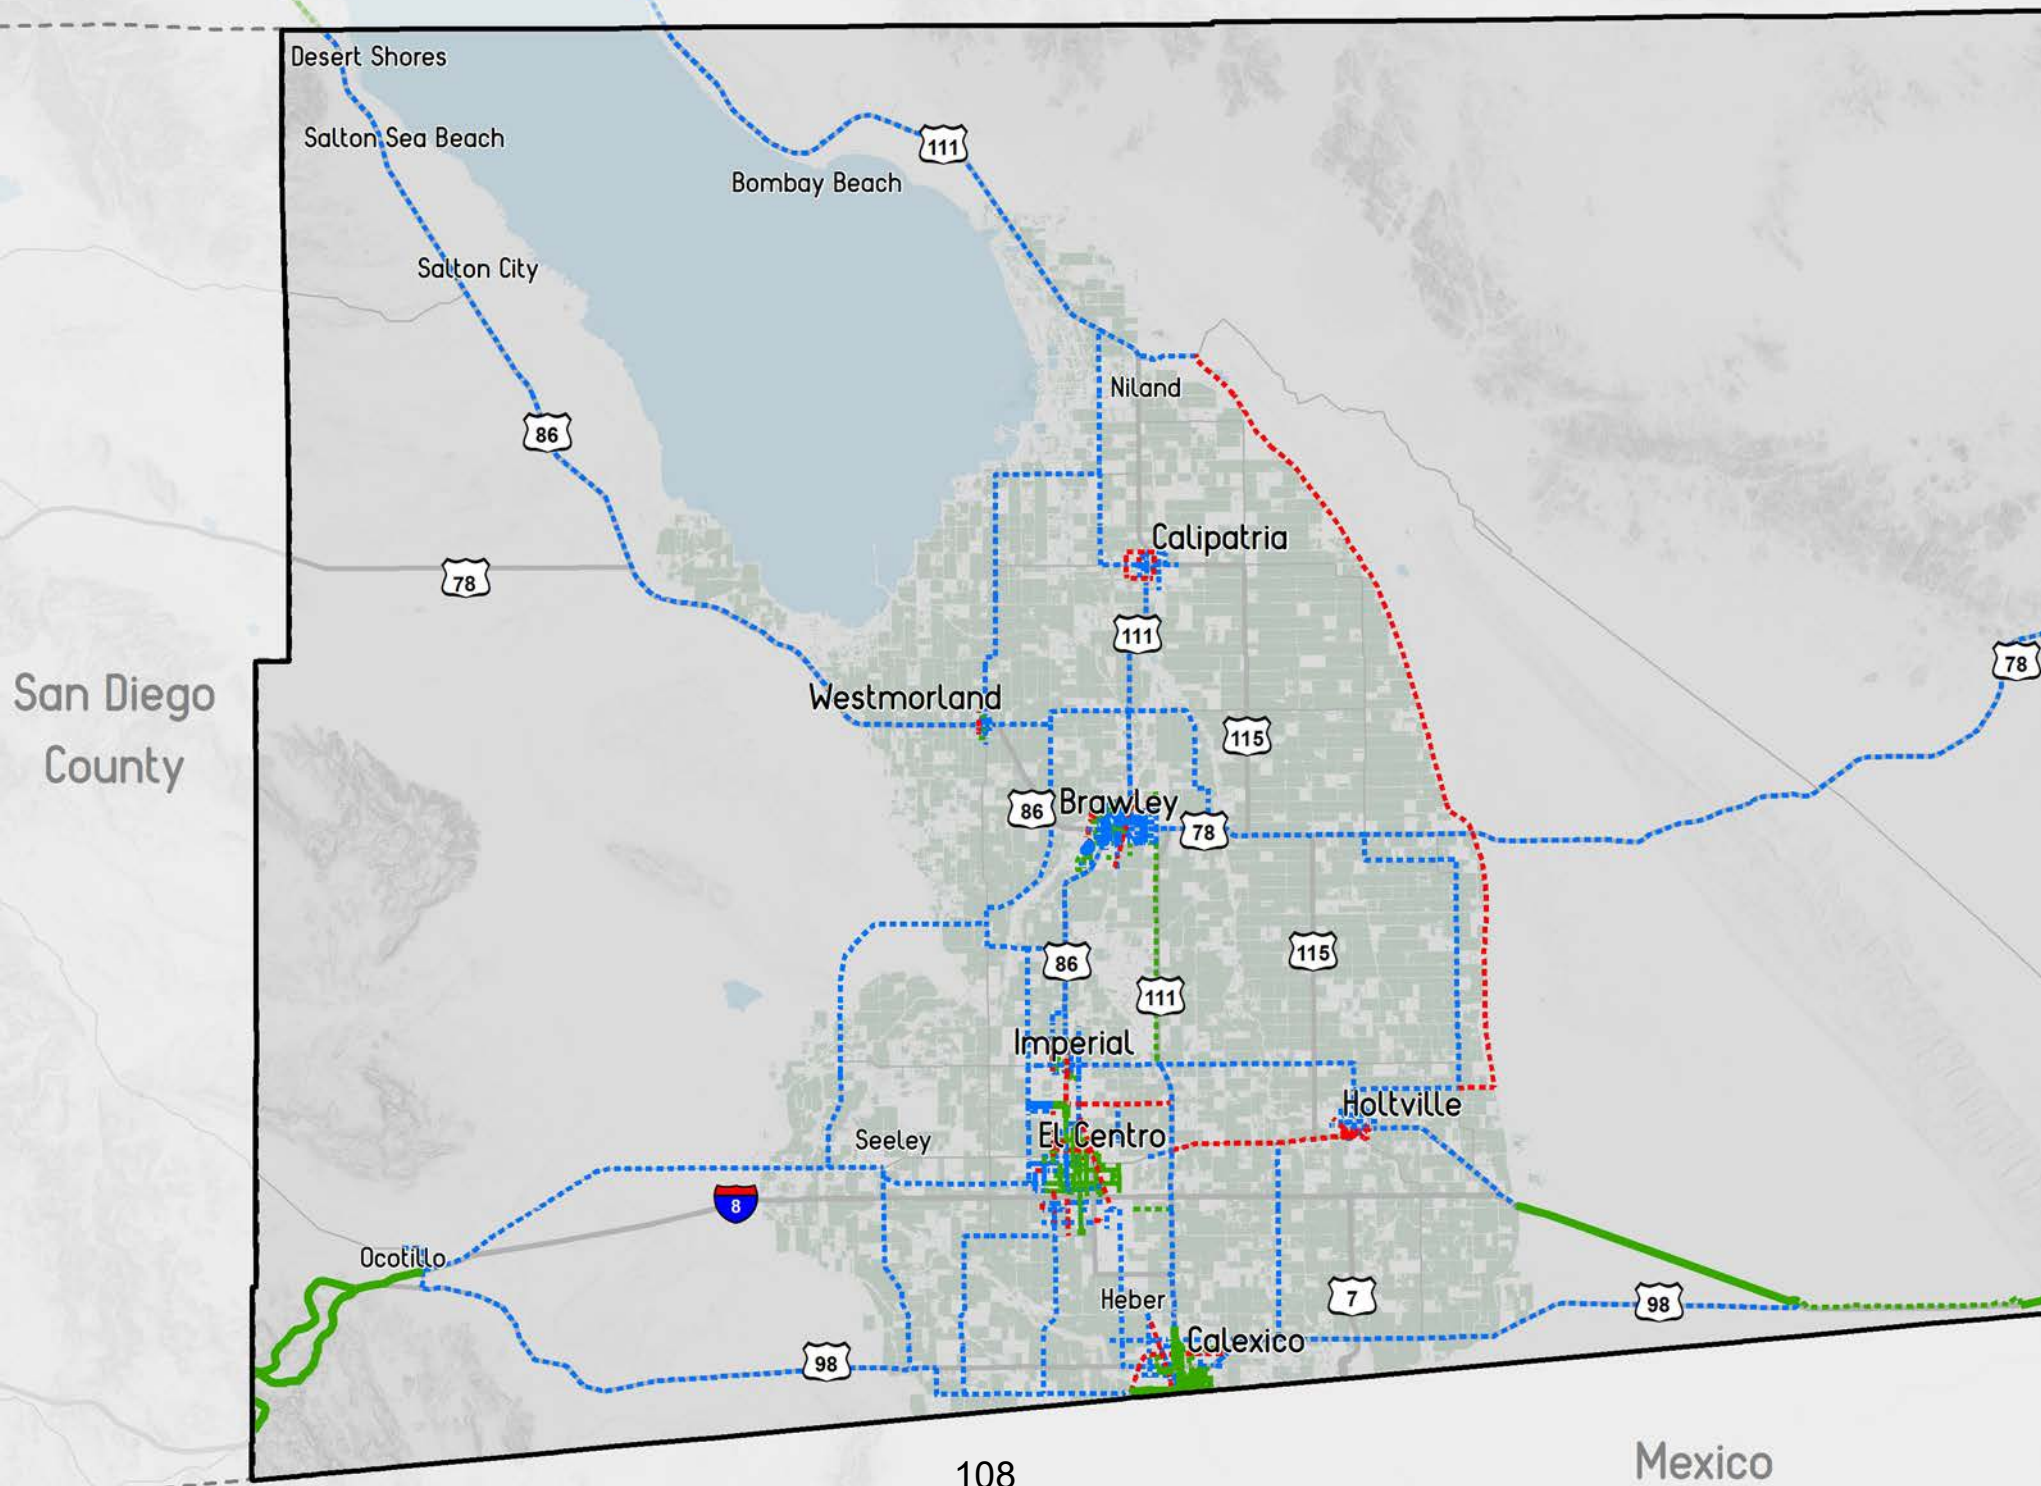 Desert Shores
Salton Sea Beach
111
Bombay Beach
Salton City
Niland
86
Calipatria
78
111
78
San Diego
County
Westmorland
115
86
Brawley
78
115
86
111
Imperial
Holtville
Seeley
El Centro
8
Ocotillo
Heber
7
98
Calexico
98
Mexico
108